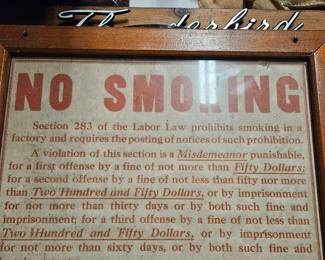 Thunderbird
NO SMOKING
Section 283 of the Labor Law prohibits smoking in a
factory and requires the posting of notices of such prohibition.
A violation of this section is a Misdemeanor punishable,
for a first offense by a fine of not more than Fifty Dollars;
for a second offense by a fine of not less than fifty nor more
than Two Hundred and Fifty Dollars, or by imprisonment
for not more than thirty days or by both such fine and
imprisonment; for a third offense by a fine of not less than
Two Hundred and Fifty Dollars, or by imprisonment
for not more than sixty days, or by both such fine and